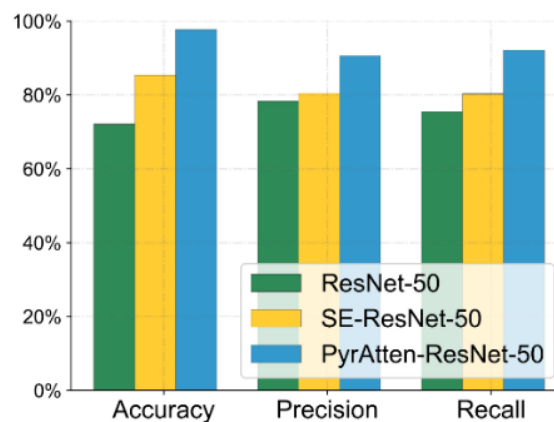 100%
80%
60%
40%
20%
0%
ResNet-50
SE-ResNet-50
PyrAtten-ResNet-50
Accuracy Precision Recall